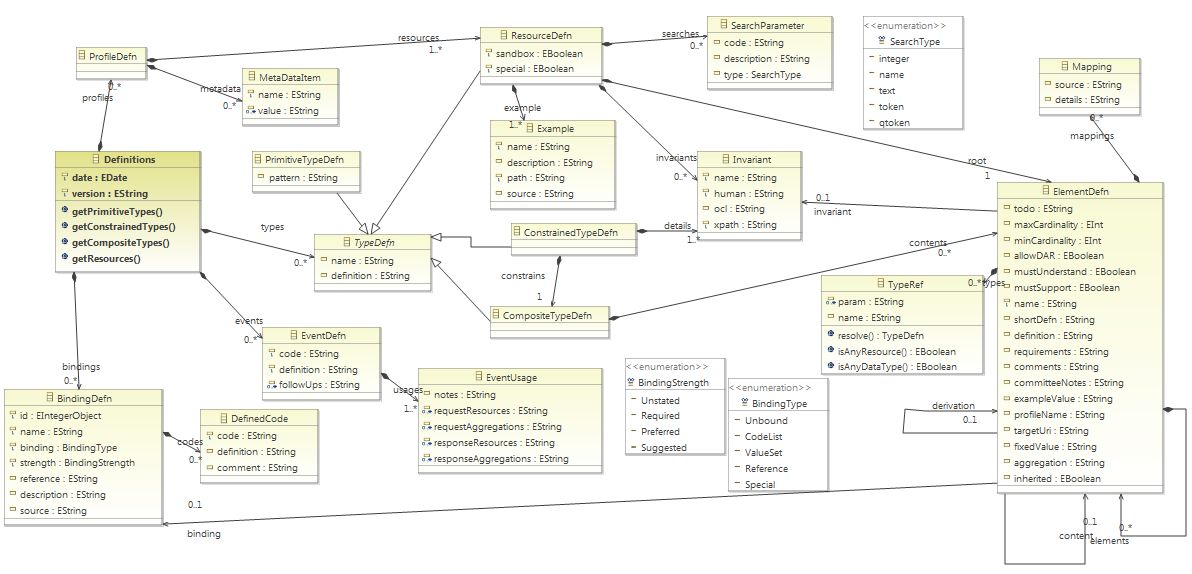 ProfileDefn
resources
1..*
ResourceDefn
sandbox : EBoolean
special : EBoolean
searches
0..*
SearchParameter
code : EString
description : EString
type : SearchType
<<enumeration>>
SearchType
integer
name
text
token
qtoken
Mapping
source : EString
details : EString
0..*
mappings
metadata
0..*
MetaDataItem
name : EString
value : EString
0..*
profiles
example
1..*
Example
name : EString
description : EString
path : EString
source : EString
invariants
0..*
Invariant
name : EString
human : EString
ocl : EString
xpath : EString
root
1
0..1
invariant
Definitions
date : EDate
version : EString
getPrimitiveTypes()
getConstrainedTypes()
getCompositeTypes()
getResources()
PrimitiveTypeDefn
pattern : EString
types
0..*
TypeDefn
name : EString
definition : EString
ConstrainedTypeDefn
details
1..*
constrains
1
CompositeTypeDefn
contents
0..*
ElementDefn
todo : EString
maxCardinality : EInt
minCardinality : EInt
allowDAR : EBoolean
mustUnderstand : EBoolean
mustSupport : EBoolean
name : EString
shortDefn : EString
definition : EString
requirements : EString
comments : EString
committeeNotes : EString
exampleValue : EString
profileName : EString
targetUri : EString
fixedValue : EString
aggregation : EString
inherited : EBoolean
0..*
types
TypeRef
param : EString
name : EString
resolve() : TypeDefn
isAnyResource() : EBoolean
isAnyDataType() : EBoolean
events
0..*
EventDefn
code : EString
definition : EString
followUps : EString
usages
1..*
EventUsage
notes : EString
requestResources : EString
requestAggregations : EString
responseResources : EString
responseAggregations : EString
<<enumeration>>
BindingStrength
Unstated
Required
Preferred
Suggested
<<enumeration>>
BindingType
Unbound
CodeList
ValueSet
Reference
Special
derivation
0..1
bindings
0..*
BindingDefn
id : EIntegerObject
name : EString
binding : BindingType
strength : BindingStrength
reference : EString
description : EString
source : EString
codes
0..*
DefinedCode
code : EString
definition : EString
comment : EString
0..1
binding
0..1
content
0..*
elements